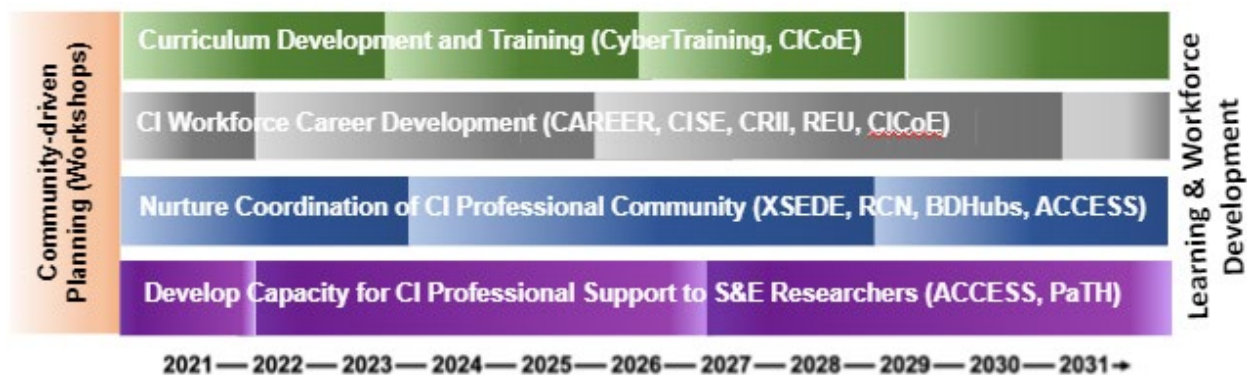 Community-driven
Planning (Workshops)
Curriculum Development and Training (CyberTraining, CICoE)
CI Workforce Career Development (CAREER, CISE, CRII, REU, CICoE)
Nurture Coordination of CI Professional Community (XSEDE, RCN, BDHubs, ACCESS)
Develop Capacity for CI Professional Support to S&E Researchers (ACCESS, PaTH)
Learning & Workforce
Development
2021 — 2022 — 2023 — 2024 — 2025 — 2026 — 2027 — 2028 — 2029 — 2030 — 2031→